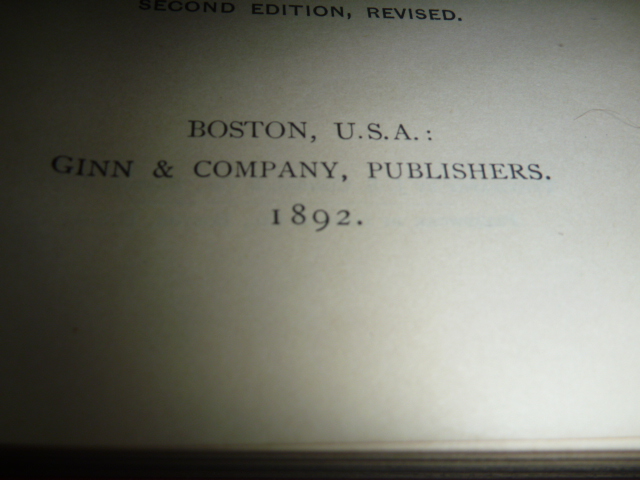 SECOND EDITION, REVISED.
BOSTON, U.S.A.:
GINN & COMPANY, PUBLISHERS.
1892.